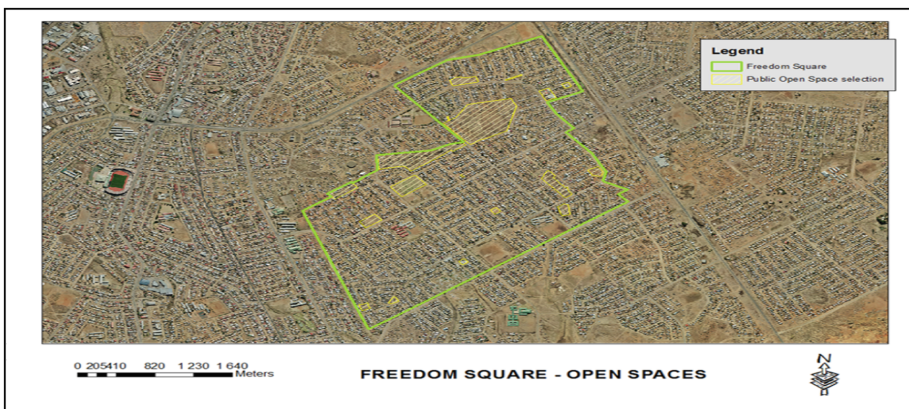 Legend
Freedom Square
Public Open Space selection
0 205410 820 1 230 1 640
Meters
FREEDOM SQUARE - OPEN SPACES
N